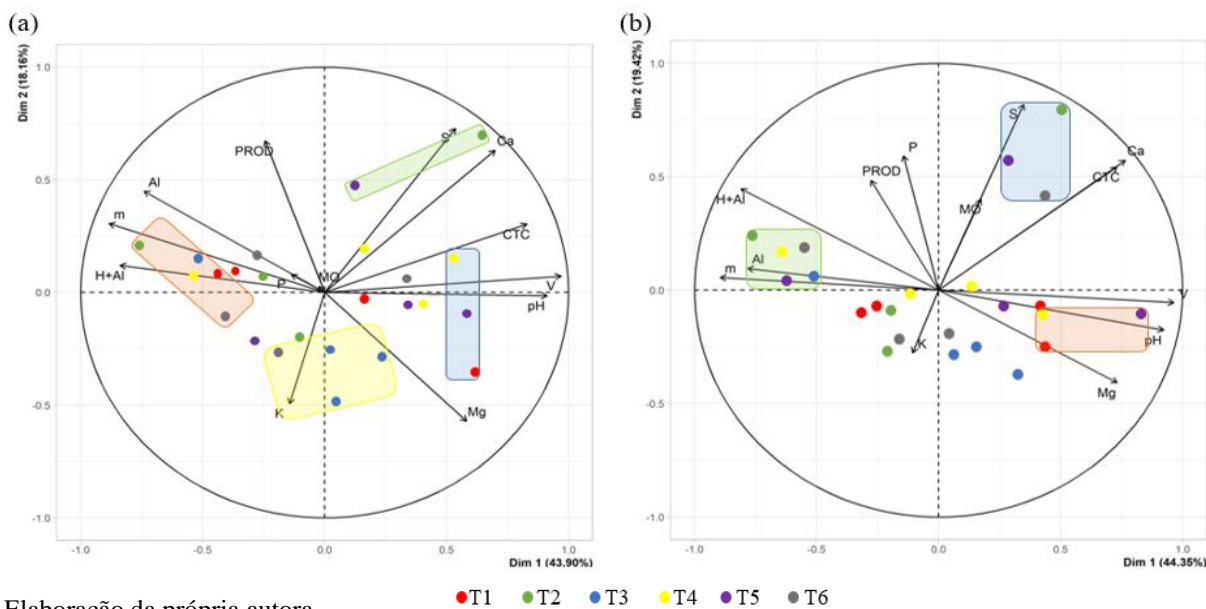 (a)
Dim 2 (18.16%)
1.0
0.5
0.0
-0.5
-1.0
PROD
Al
m
H+Al
P
MO
K
S
Ca
CTC
V
pH
Mg
-1.0 -0.5 0.0 0.5 1.0
Dim 1 (43.90%)
(b)
Dim 2 (19.42%)
1.0
0.5
0.0
-0.5
-1.0
S
P
PROD
Ca
CTC
MO
H+Al
Al
m
K
V
pH
Mg
-1.0 -0.5 0.0 0.5 1.0
Dim 1 (44.35%)
T1 T2 T3 T4 T5 T6
Elaboração da própria autora